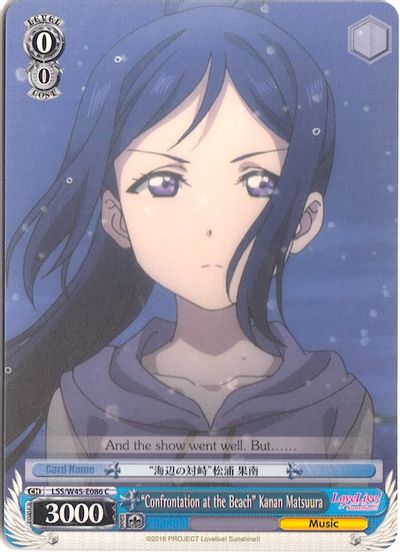 LEVEL
0
0
COST
And the show went well. But......
Card Name
"海辺の対峙"松浦 果南
CH LSS/W45-E086 C
"Confrontation at the Beach" Kanan Matsuura
LoveLive!
Sunshine!!
3000
Music
©2016 PROJECT Lovelive! Sunshine!!